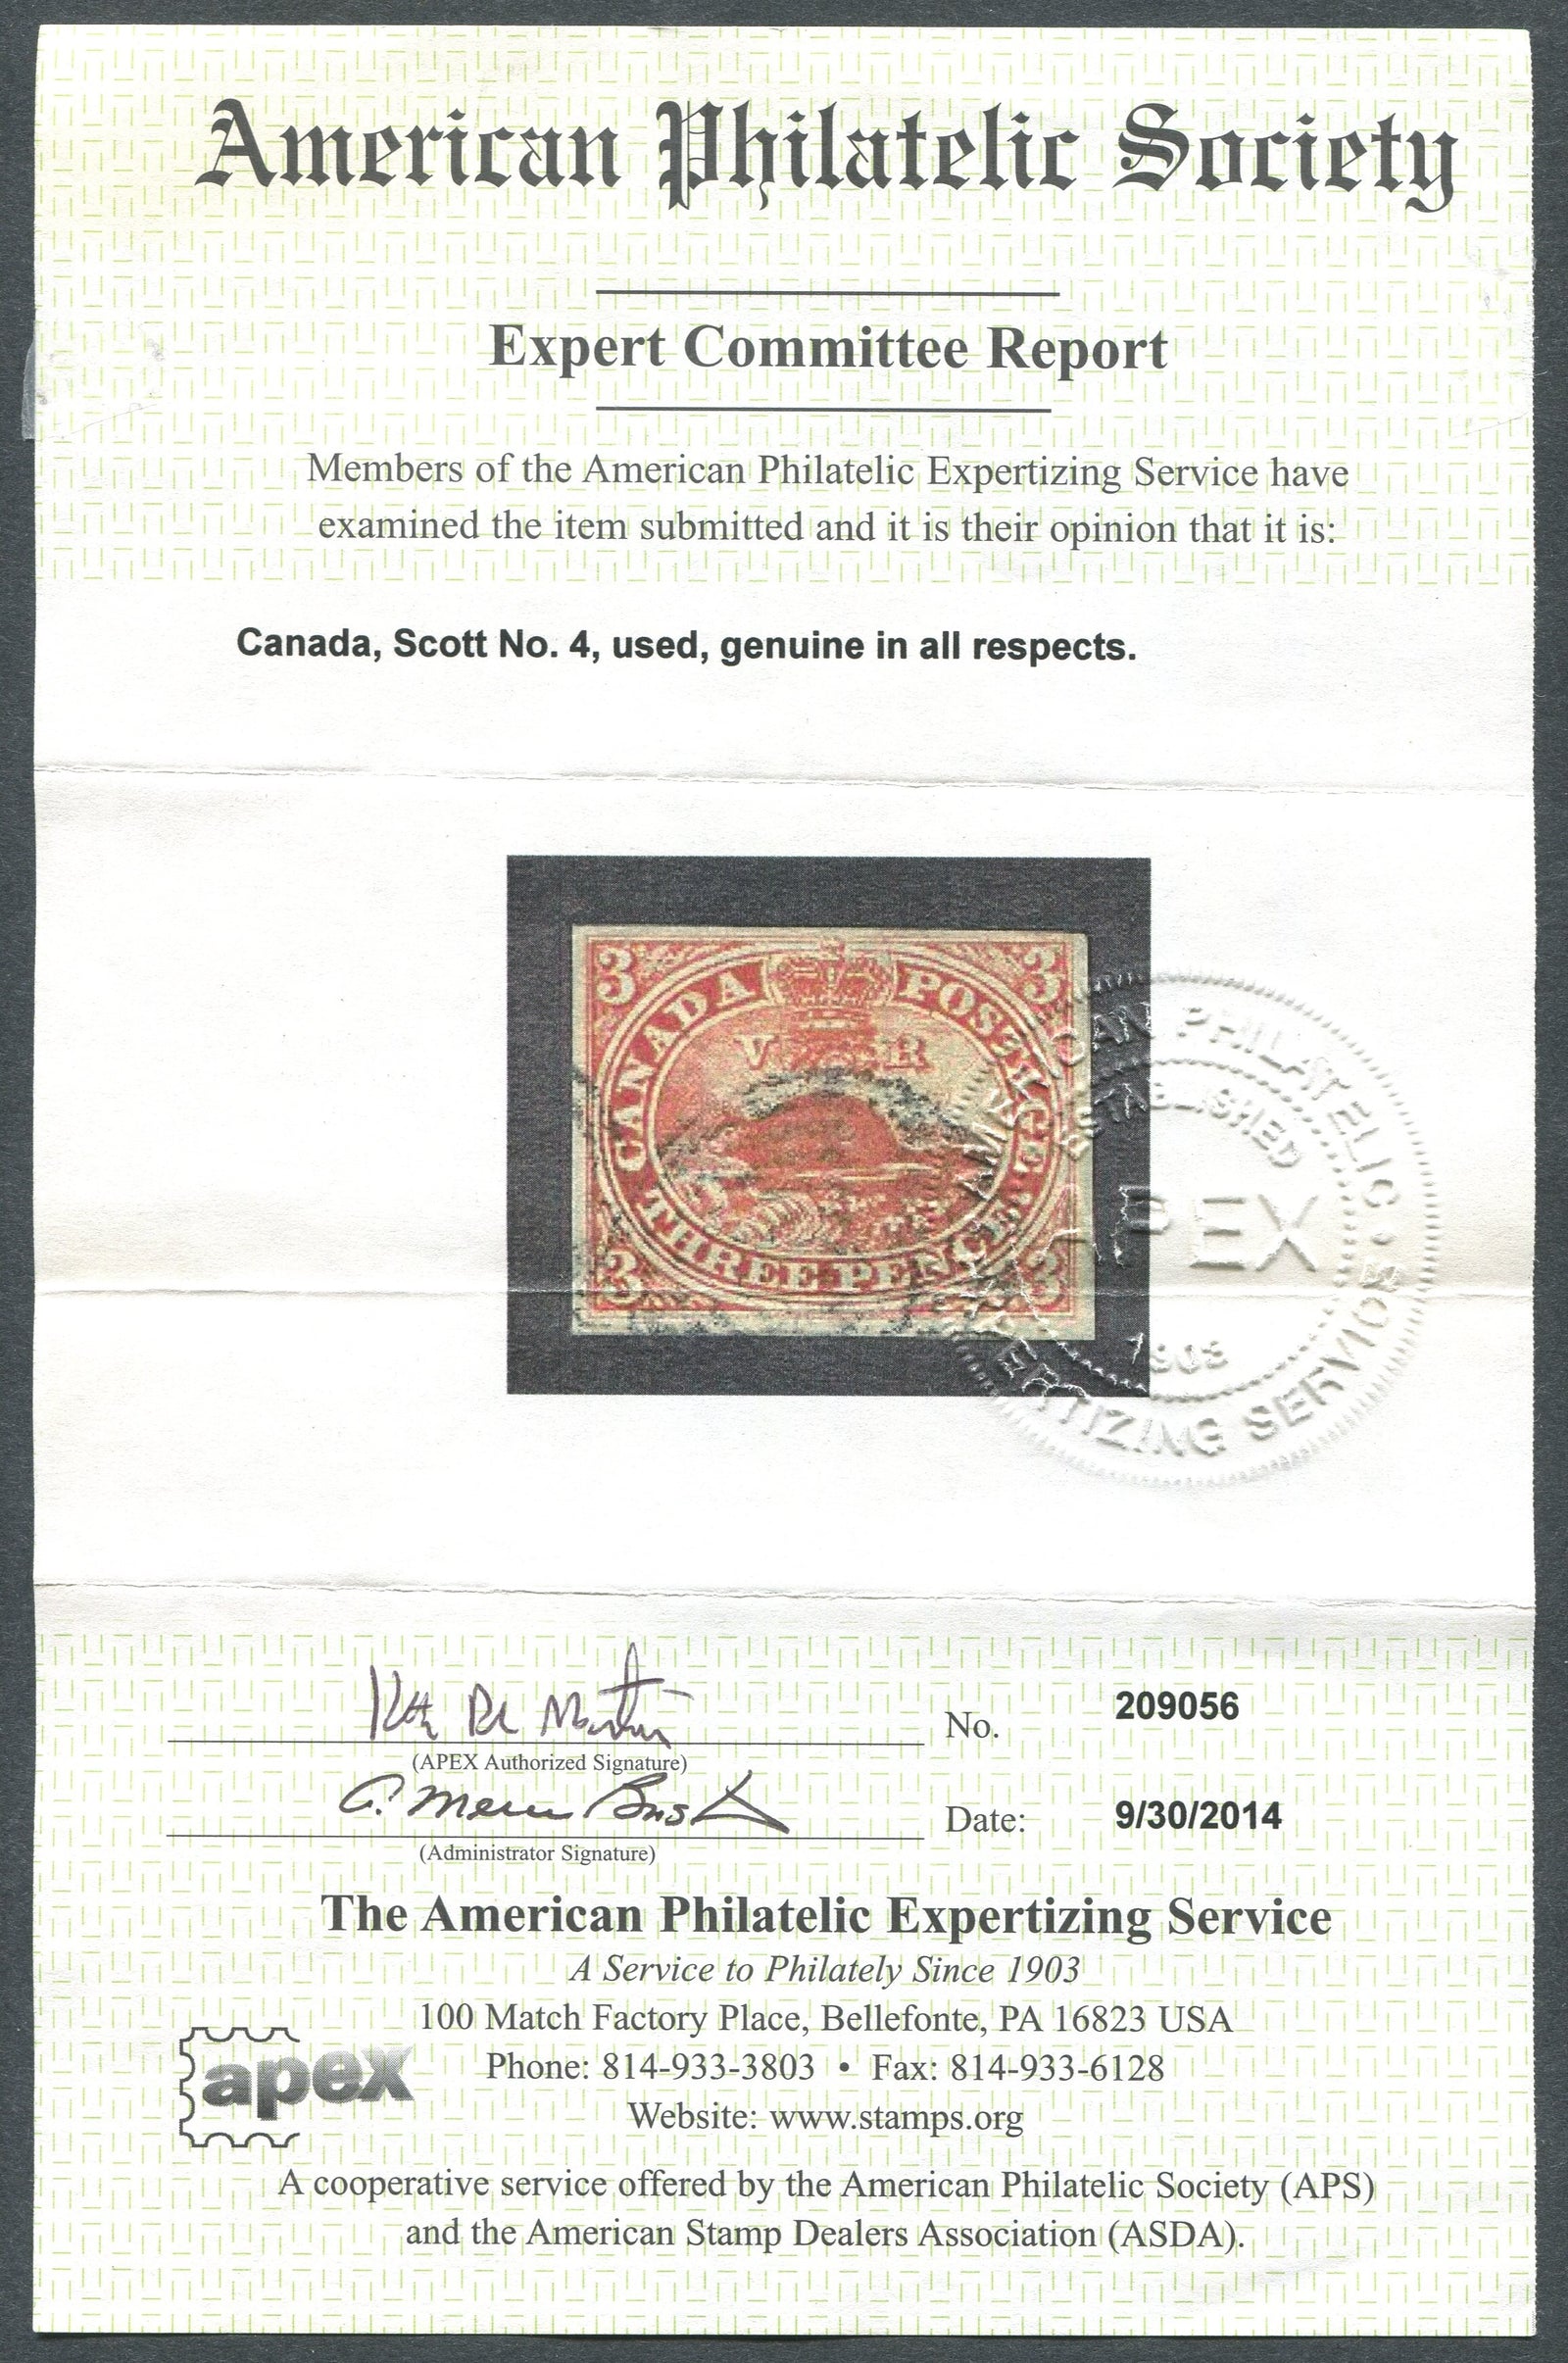 American Philatelic Society
Expert Committee Report
Members of the American Philatelic Expertizing Service have
examined the item submitted and it is their opinion that it is:
Canada, Scott No. 4, used, genuine in all respects.
3 3
CANADA POSTAGE
V R
THREE PENCE
3 3
AMERICAN PHILATELIC
ESTABLISHED
APEX
1903
EXPERTIZING SERVICE
No. 209056
(APEX Authorized Signature)
Date: 9/30/2014
(Administrator Signature)
The American Philatelic Expertizing Service
A Service to Philately Since 1903
100 Match Factory Place, Bellefonte, PA 16823 USA
apex
Phone: 814-933-3803 • Fax: 814-933-6128
Website: www.stamps.org
A cooperative service offered by the American Philatelic Society (APS)
and the American Stamp Dealers Association (ASDA).